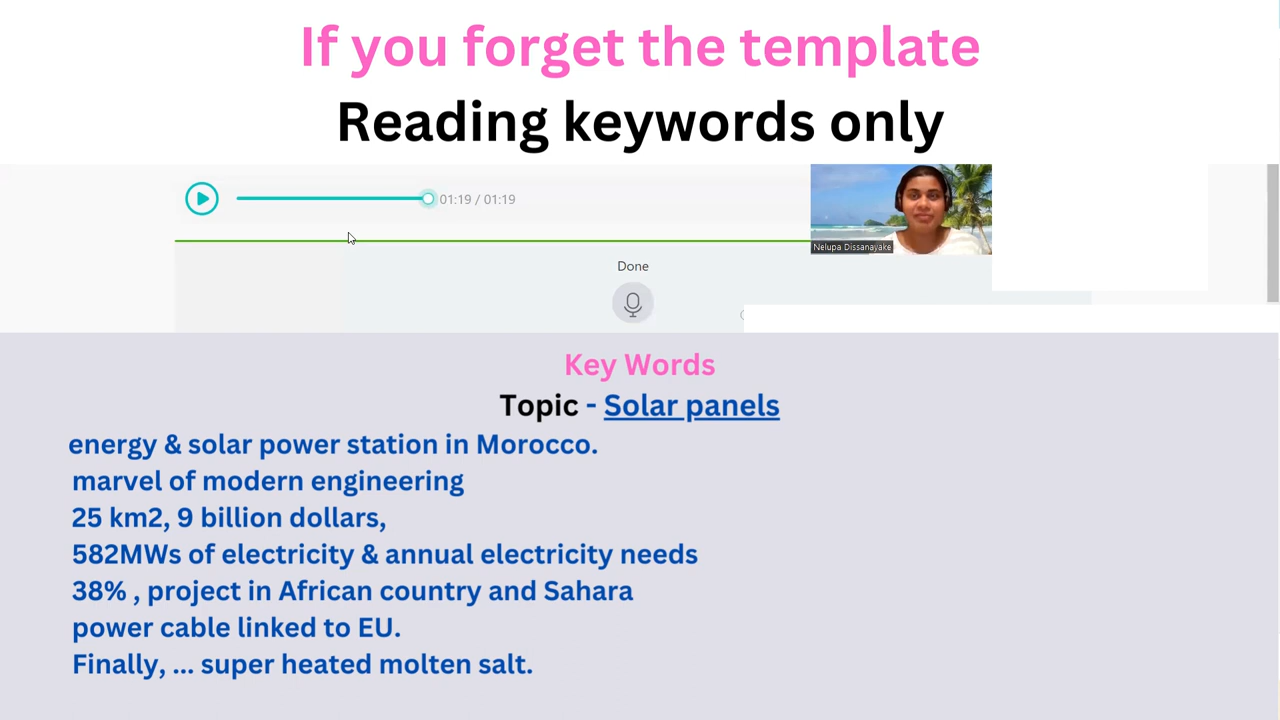 If you forget the template
Reading keywords only
01:19 / 01:19
Nelupa Dissanayake
Done
Key Words
Topic - Solar panels
energy & solar power station in Morocco.
marvel of modern engineering
25 km2, 9 billion dollars,
582MWs of electricity & annual electricity needs
38% , project in African country and Sahara
power cable linked to EU.
Finally, ... super heated molten salt.